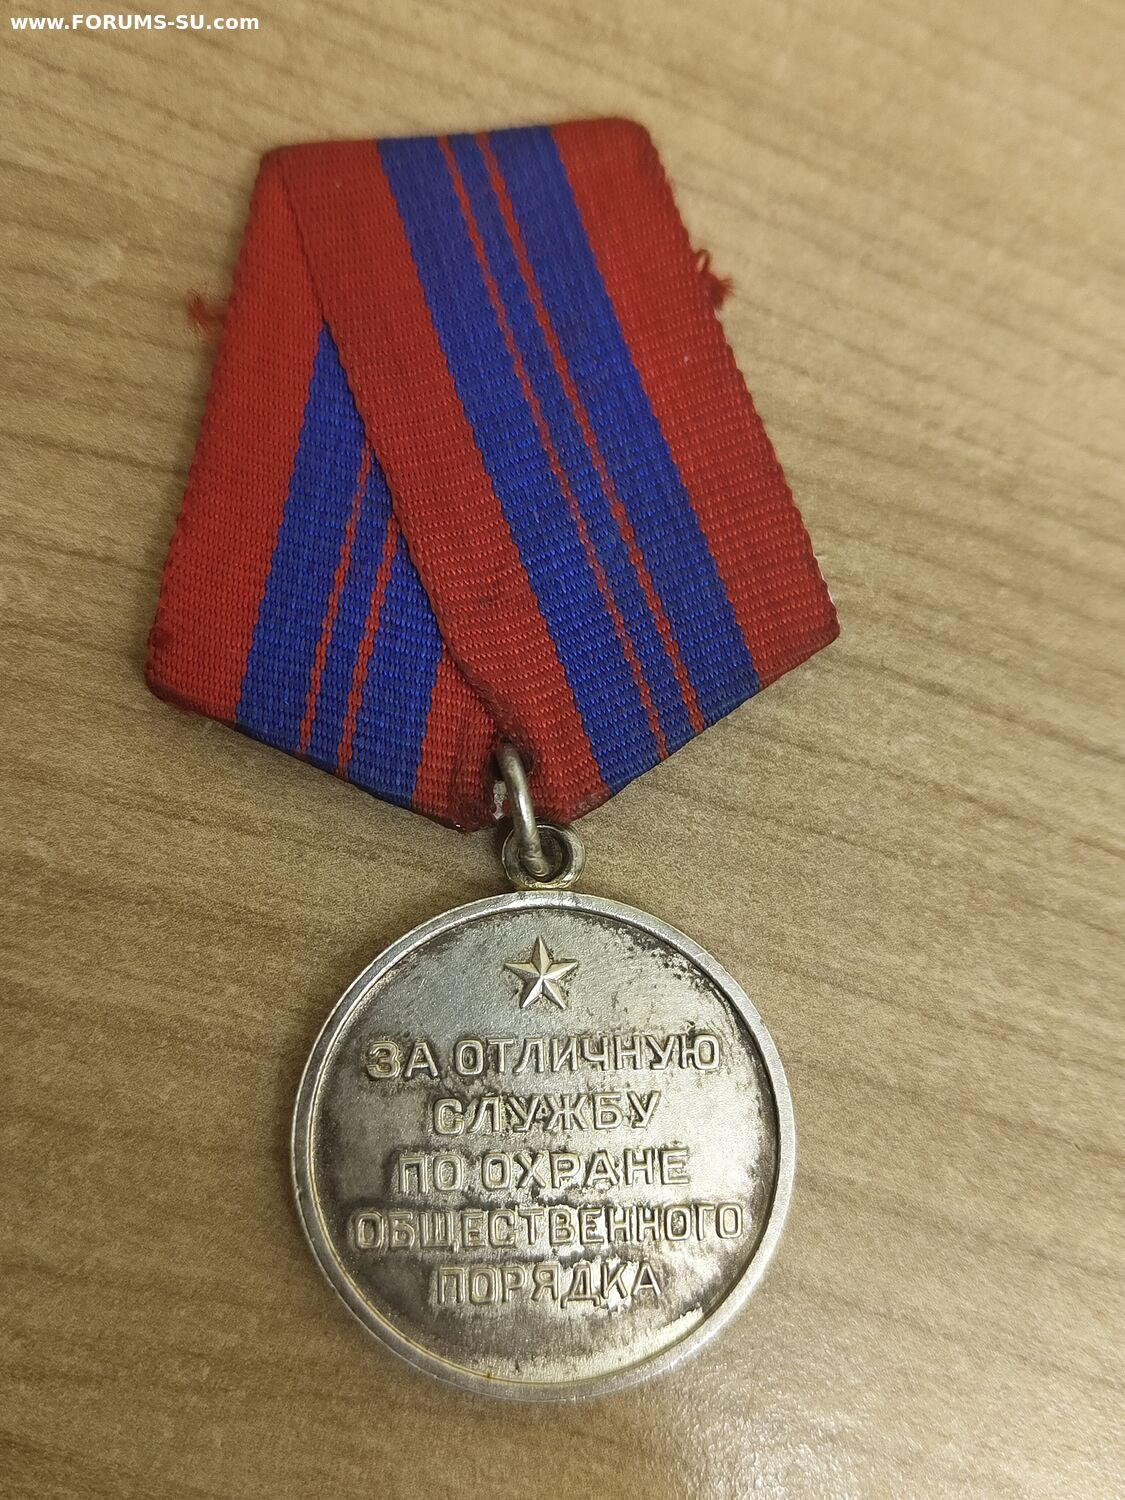 www.FORUMS-SU.com
ЗА ОТЛИЧНУЮ
СЛУЖБУ
ПО ОХРАНЕ
ОБЩЕСТВЕННОГО
ПОРЯДКА